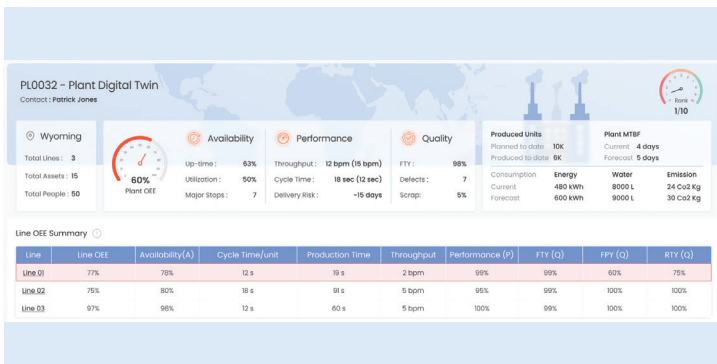 PL0032 - Plant Digital Twin
Contact : Patrick Jones
Rank
1/10
Wyoming
Total Lines : 3
Total Assets : 15
Total People : 50
60%
Plant OEE
Availability
Up-time : 63%
Utilization : 50%
Major Stops : 7
Performance
Throughput : 12 bpm (15 bpm)
Cycle Time : 18 sec (12 sec)
Delivery Risk : ~15 days
Quality
FTY : 98%
Defects : 7
Scrap: 5%
Produced Units Plant MTBF
Planned to date 10K Current 4 days
Produced to date 6K Forecast 5 days
Consumption Energy Water Emission
Current 480 kWh 8000 L 24 Co2 Kg
Forecast 600 kWh 9000 L 30 Co2 Kg
Line OEE Summary
Line Line OEE Availability(A) Cycle Time/unit Production Time Throughput Performance (P) FTY (Q) FPY (Q) RTY (Q)
Line 01 77% 78% 12 s 19 s 2 bpm 99% 99% 60% 75%
Line 02 75% 80% 18 s 91 s 5 bpm 95% 99% 100% 100%
Line 03 97% 98% 12 s 60 s 5 bpm 100% 99% 100% 100%